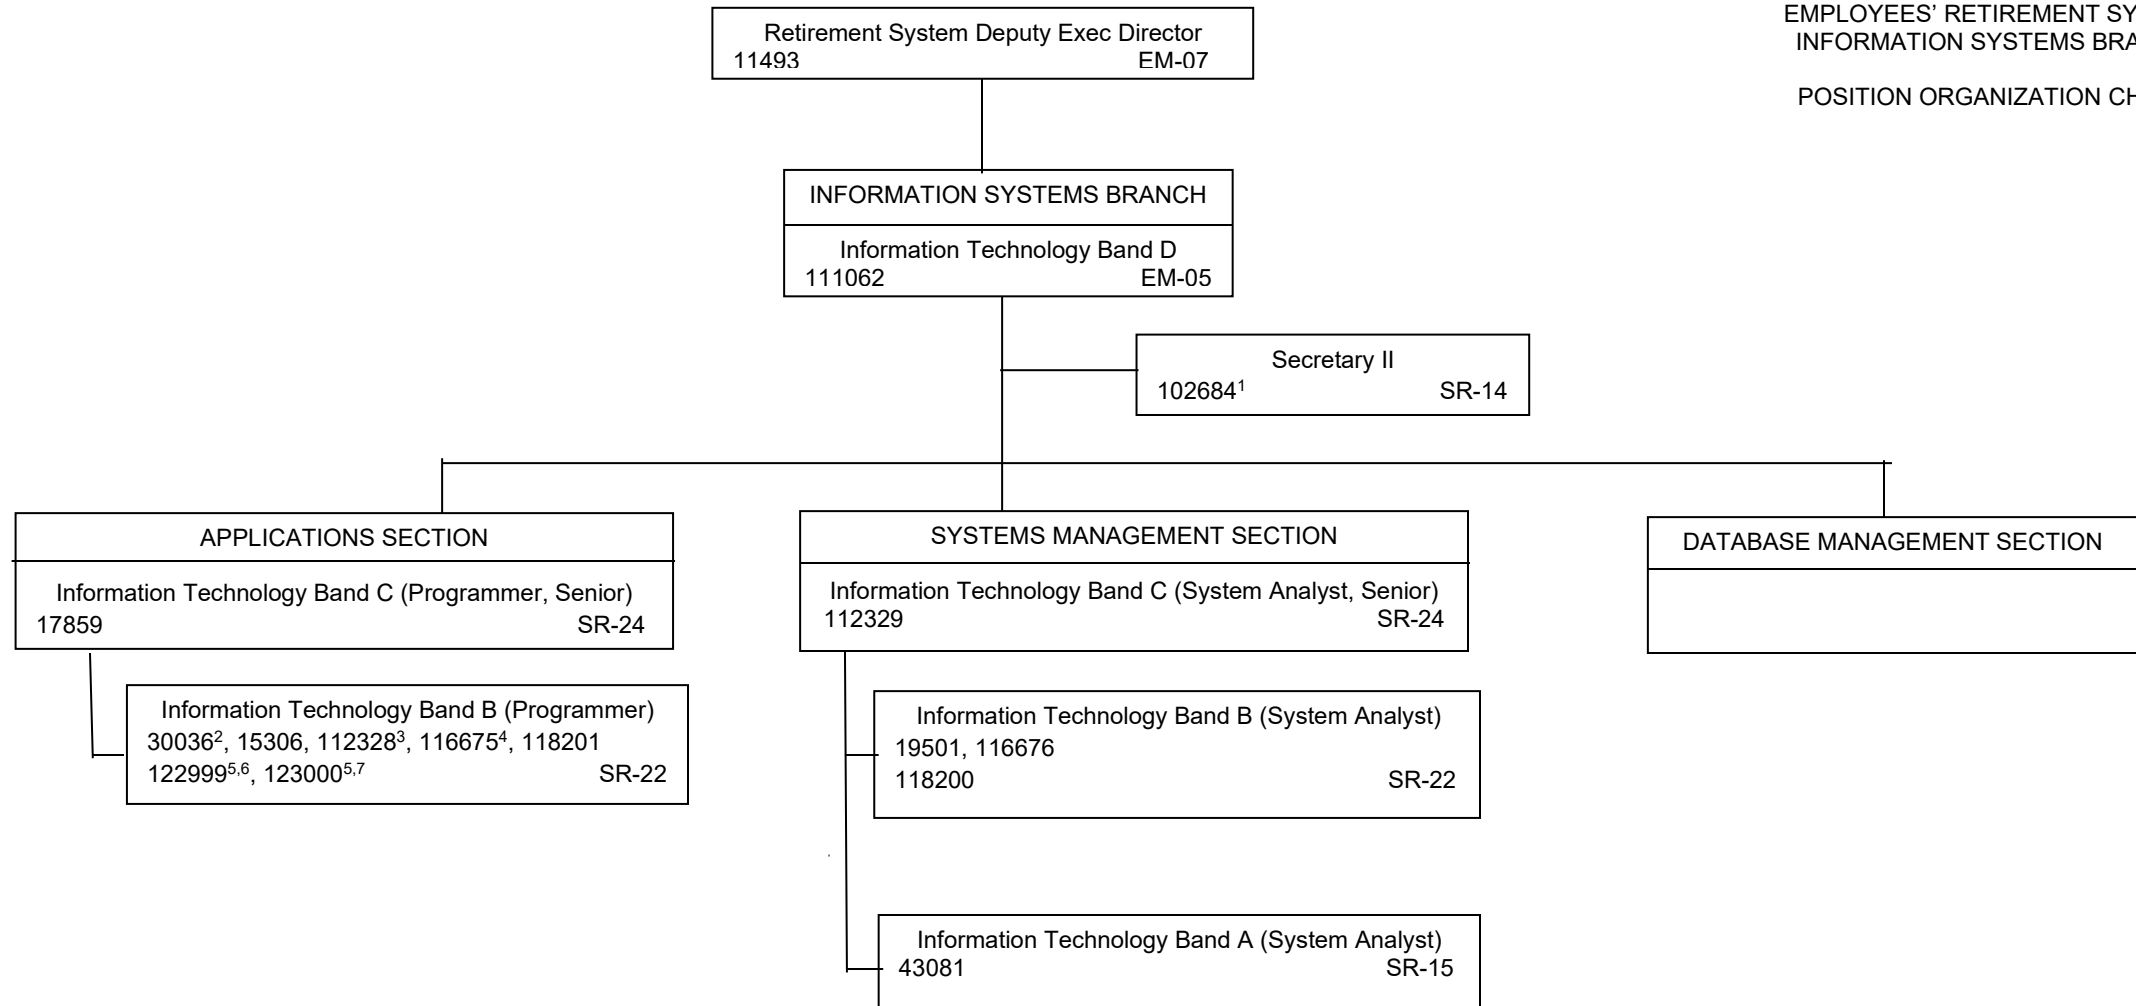 EMPLOYEES’ RETIREMENT SY
INFORMATION SYSTEMS BRA
POSITION ORGANIZATION CH
Retirement System Deputy Exec Director
11493 EM-07
INFORMATION SYSTEMS BRANCH
Information Technology Band D
111062 EM-05
Secretary II
102684¹ SR-14
APPLICATIONS SECTION
Information Technology Band C (Programmer, Senior)
17859 SR-24
Information Technology Band B (Programmer)
30036², 15306, 112328³, 116675⁴, 118201
122999⁵,⁶, 123000⁵,⁷ SR-22
SYSTEMS MANAGEMENT SECTION
Information Technology Band C (System Analyst, Senior)
112329 SR-24
Information Technology Band B (System Analyst)
19501, 116676
118200 SR-22
Information Technology Band A (System Analyst)
43081 SR-15
DATABASE MANAGEMENT SECTION